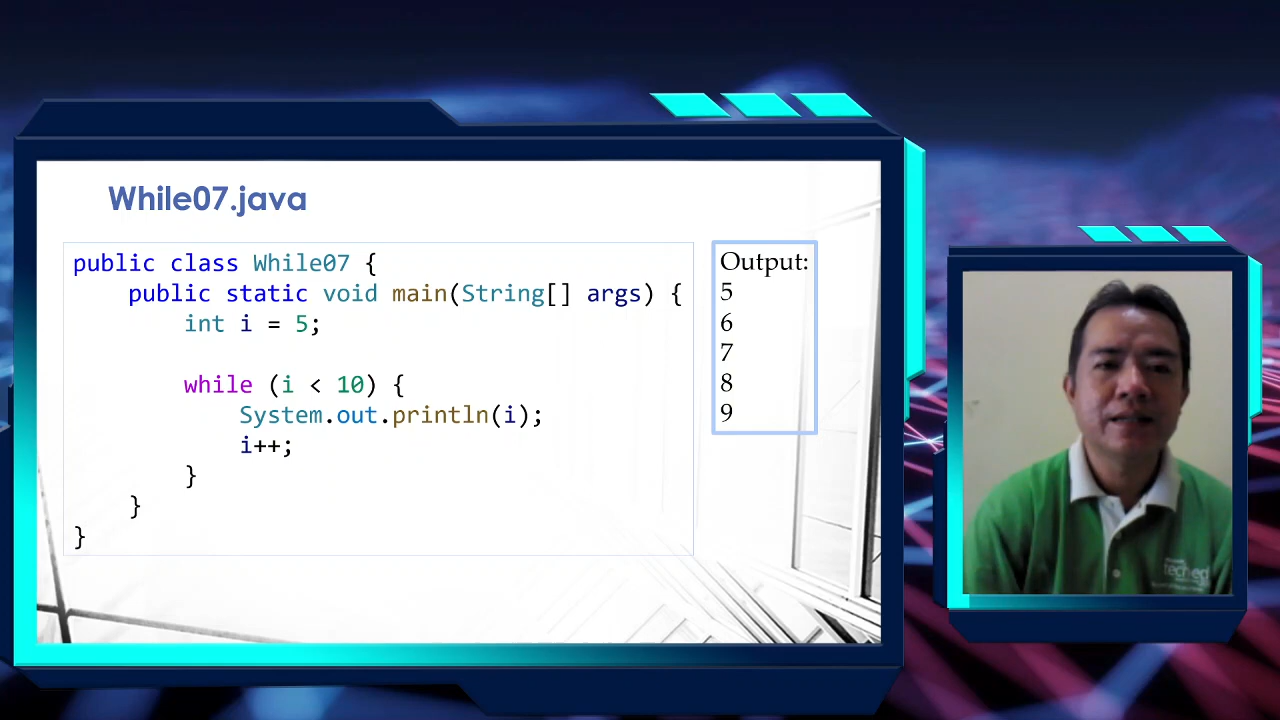 While07.java
public class While07 {
    public static void main(String[] args) {
        int i = 5;
        while (i < 10) {
            System.out.println(i);
            i++;
        }
    }
}
Output:
5
6
7
8
9